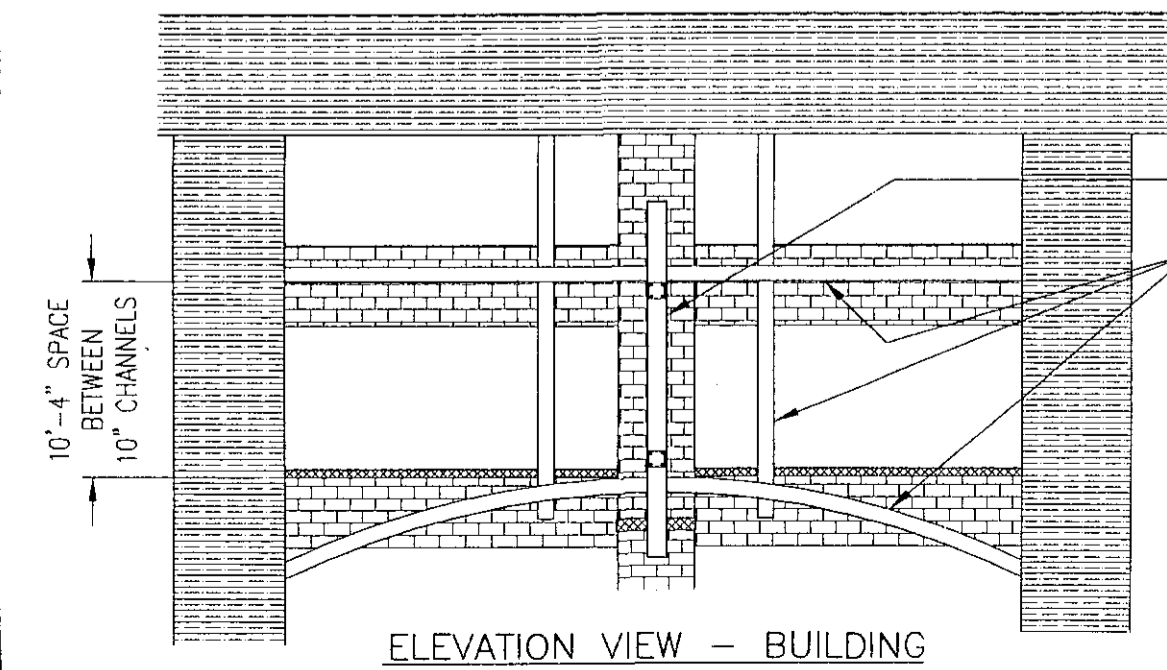 10'-4" SPACE
BETWEEN
10" CHANNELS
ELEVATION VIEW - BUILDING